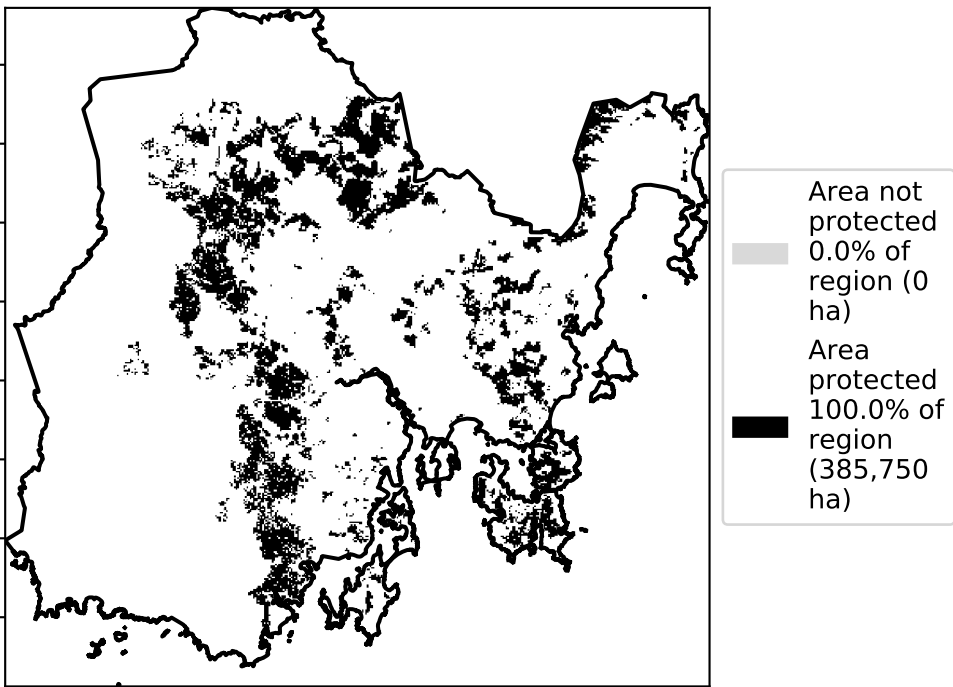 Area not
protected
0.0% of
region (0
ha)
Area
protected
100.0% of
region
(385,750
ha)